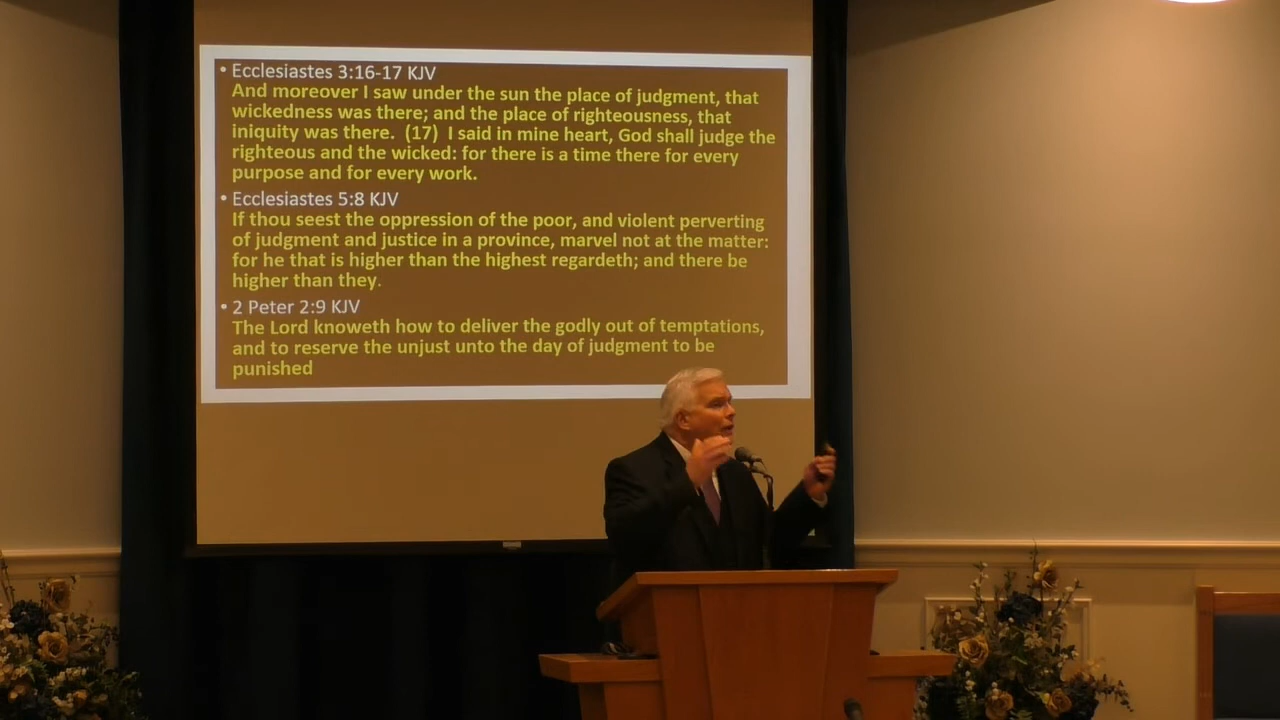 • Ecclesiastes 3:16-17 KJV
And moreover I saw under the sun the place of judgment, that
wickedness was there; and the place of righteousness, that
iniquity was there.  (17)  I said in mine heart, God shall judge the
righteous and the wicked: for there is a time there for every
purpose and for every work.
• Ecclesiastes 5:8 KJV
If thou seest the oppression of the poor, and violent perverting
of judgment and justice in a province, marvel not at the matter:
for he that is higher than the highest regardeth; and there be
higher than they.
• 2 Peter 2:9 KJV
The Lord knoweth how to deliver the godly out of temptations,
and to reserve the unjust unto the day of judgment to be
punished